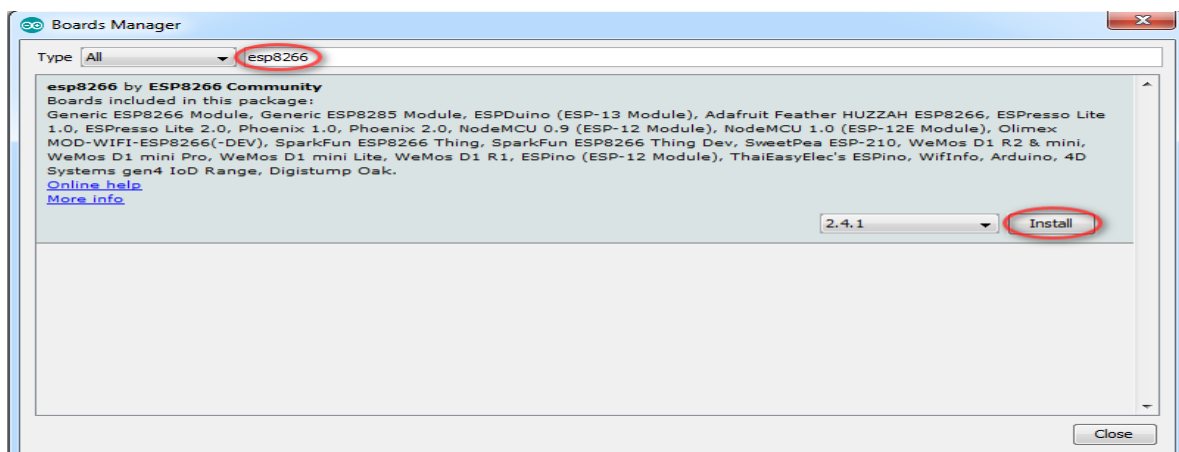 Boards Manager
Type All esp8266
esp8266 by ESP8266 Community
Boards included in this package:
Generic ESP8266 Module, Generic ESP8285 Module, ESPDuino (ESP-13 Module), Adafruit Feather HUZZAH ESP8266, ESPresso Lite
1.0, ESPresso Lite 2.0, Phoenix 1.0, Phoenix 2.0, NodeMCU 0.9 (ESP-12 Module), NodeMCU 1.0 (ESP-12E Module), Olimex
MOD-WIFI-ESP8266(-DEV), SparkFun ESP8266 Thing, SparkFun ESP8266 Thing Dev, SweetPea ESP-210, WeMos D1 R2 & mini,
WeMos D1 mini Pro, WeMos D1 mini Lite, WeMos D1 R1, ESPino (ESP-12 Module), ThaiEasyElec's ESPino, WifInfo, Arduino, 4D
Systems gen4 IoD Range, Digistump Oak.
Online help
More info
2.4.1 Install
Close